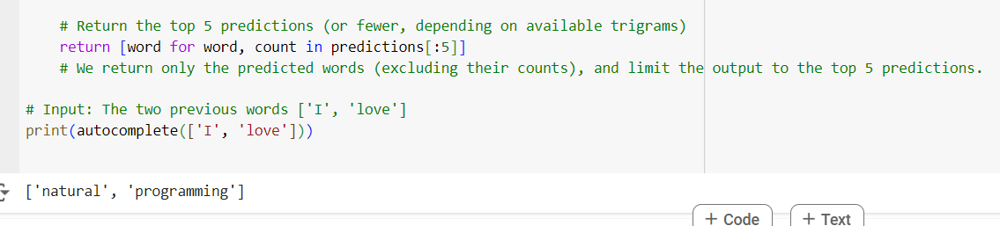 # Return the top 5 predictions (or fewer, depending on available trigrams)
return [word for word, count in predictions[:5]]
# We return only the predicted words (excluding their counts), and limit the output to the top 5 predictions.
# Input: The two previous words ['I', 'love']
print(autocomplete(['I', 'love']))
['natural', 'programming']
+ Code + Text